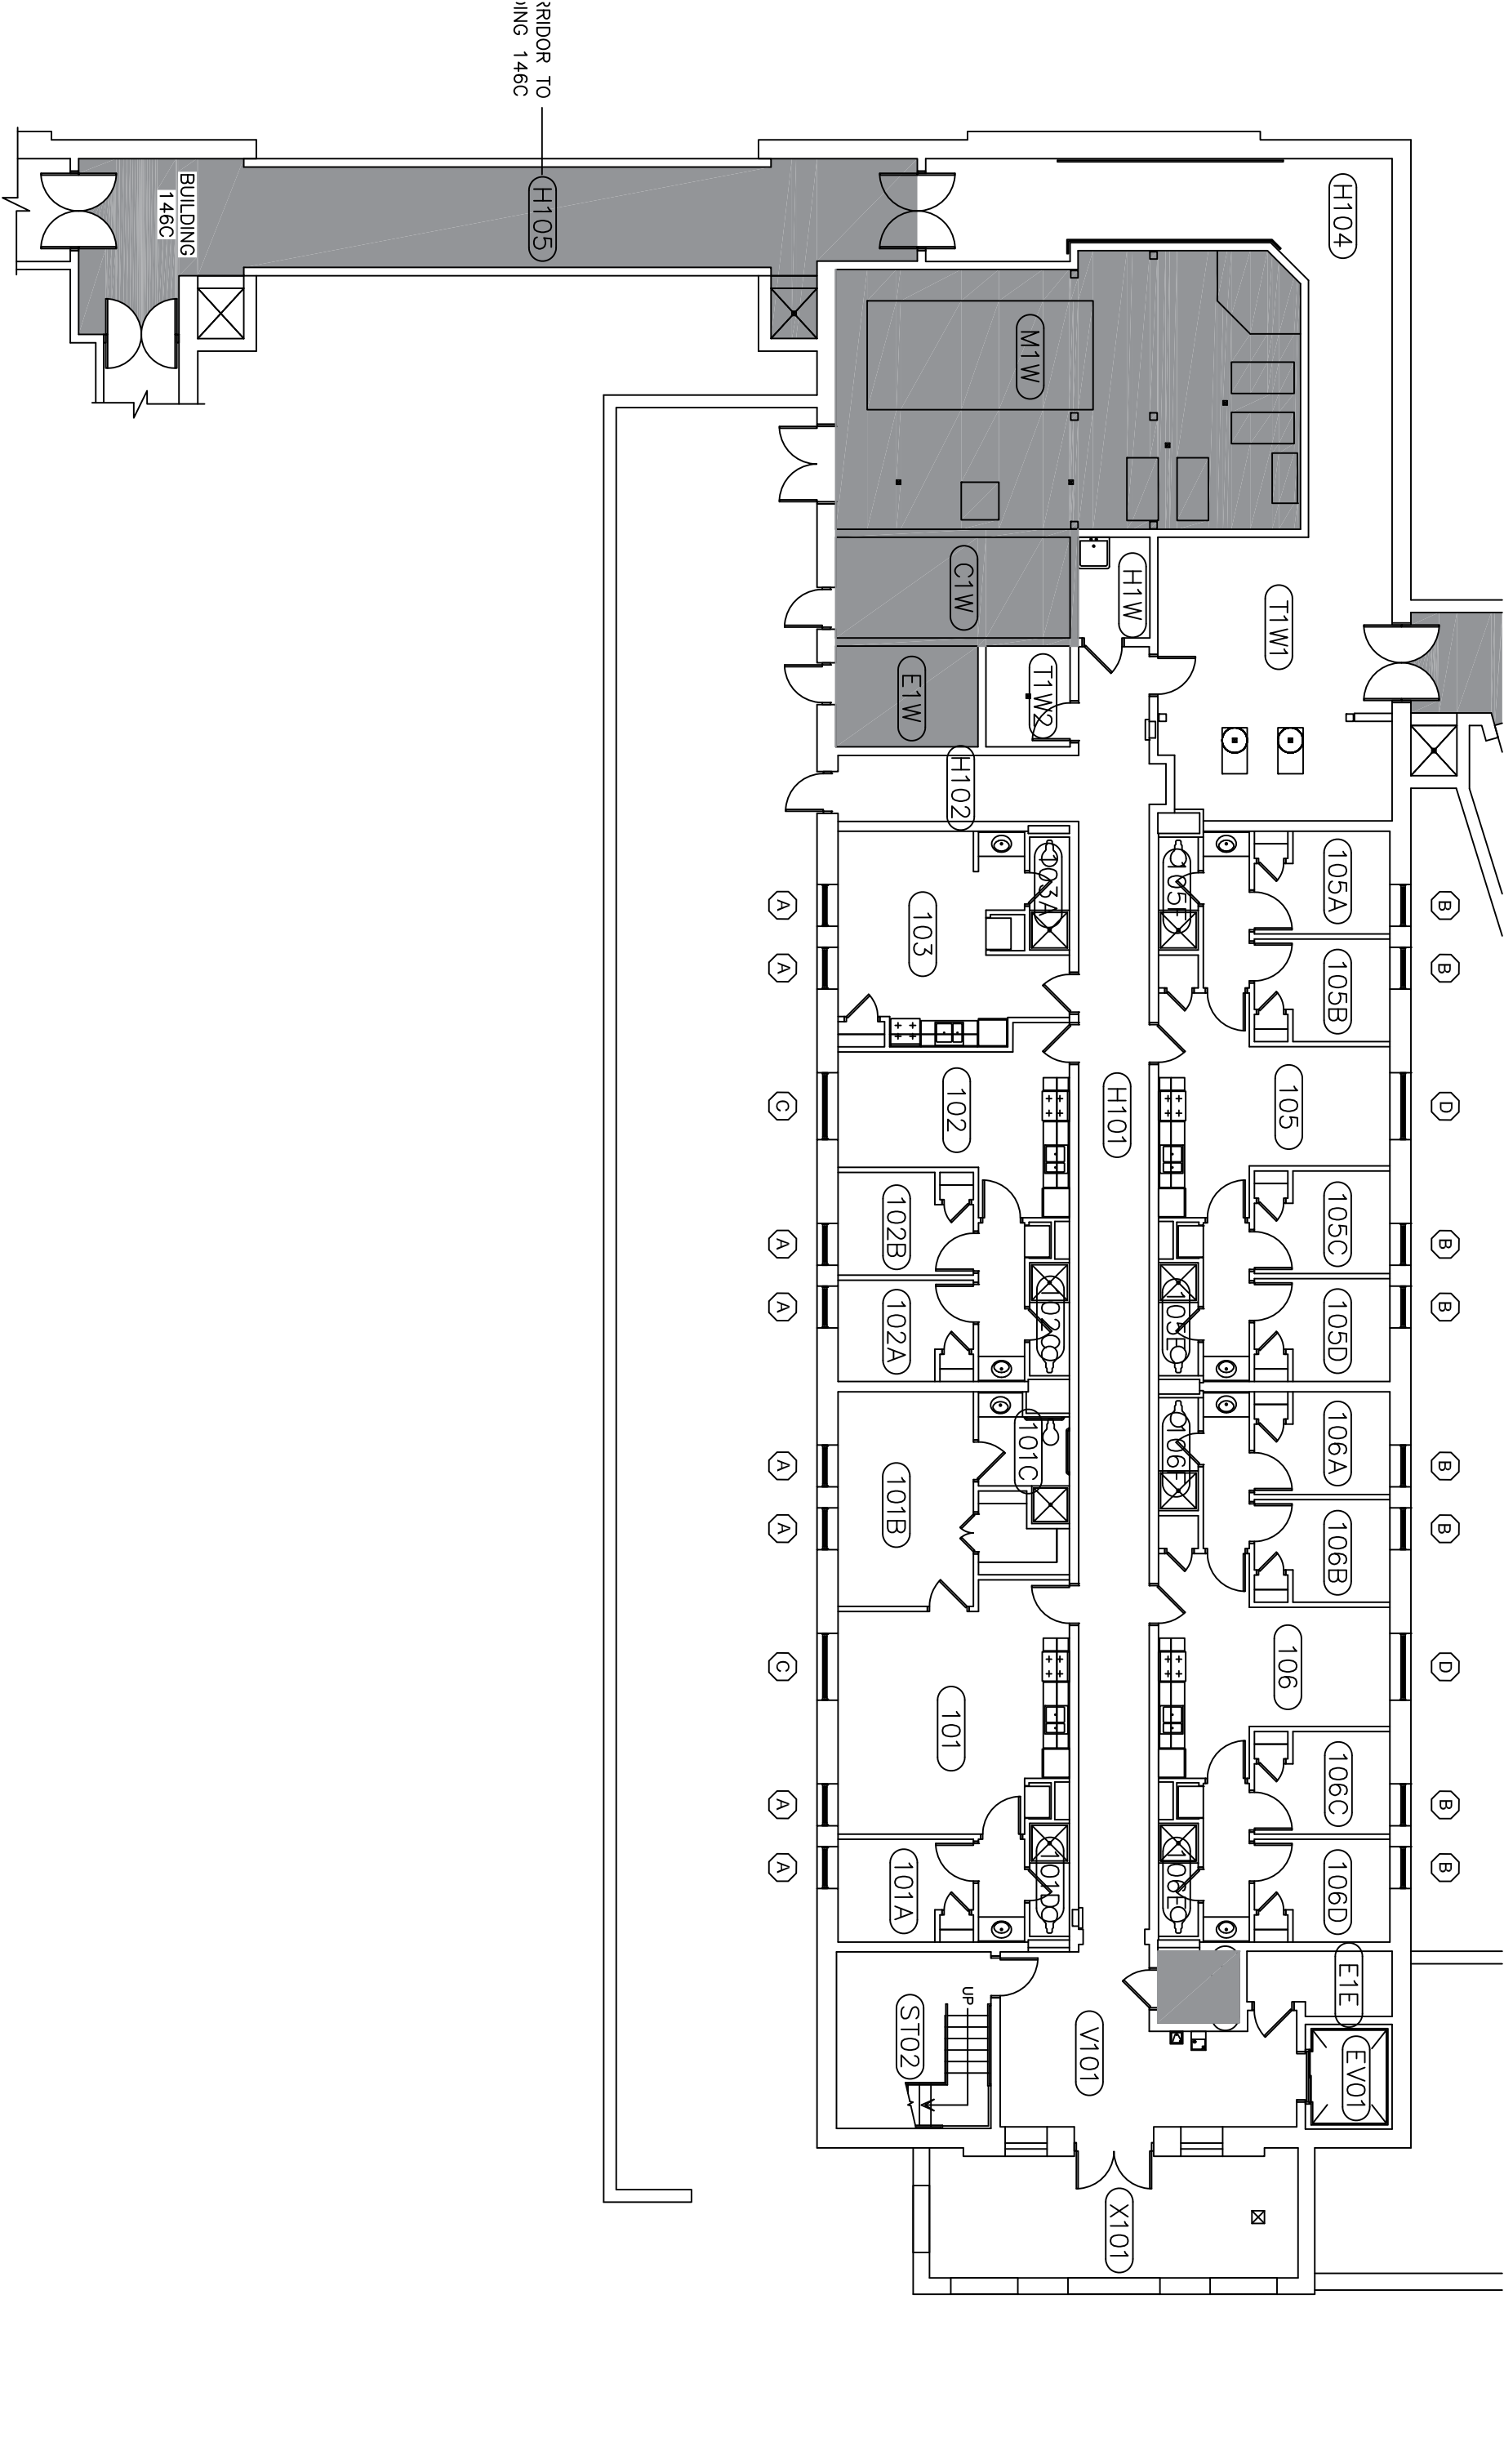 B
B
D
B
B
B
B
D
B
B
H104
105A
105B
105C
105D
106A
106B
106C
106D
E1E
EV01
T1W1
105
106
105F
105E
106F
106E
H1W
H101
V101
X101
M1W
T1W2
103A
102C
101C
101D
C1W
H102
102
101
UP
E1W
103
102B
102A
101B
101A
ST02
A
A
C
A
A
A
A
C
A
A
RRIDOR TO
DING 146C
H105
BUILDING
146C